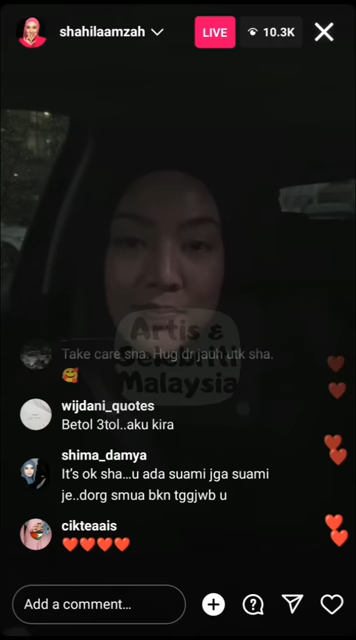 shahilaamzah
LIVE
10.3K
Artis &
Selebriti
Malaysia
Take care sha. Hug dr jauh utk sha.
🥰
wijdani_quotes
Betol 3tol..aku kira
shima_damya
It's ok sha...u ada suami jga suami
je..dorg smua bkn tggjwb u
cikteaais
❤️❤️❤️❤️
Add a comment...